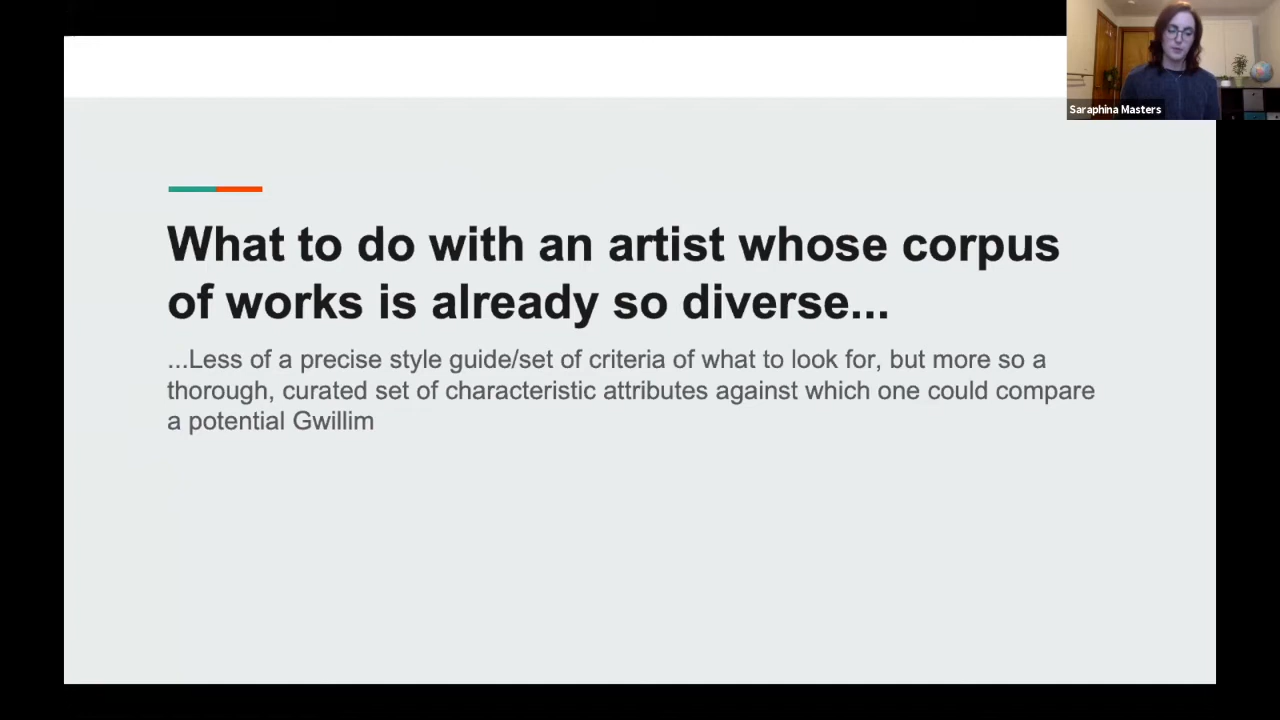 Saraphina Masters
What to do with an artist whose corpus
of works is already so diverse...
...Less of a precise style guide/set of criteria of what to look for, but more so a
thorough, curated set of characteristic attributes against which one could compare
a potential Gwillim